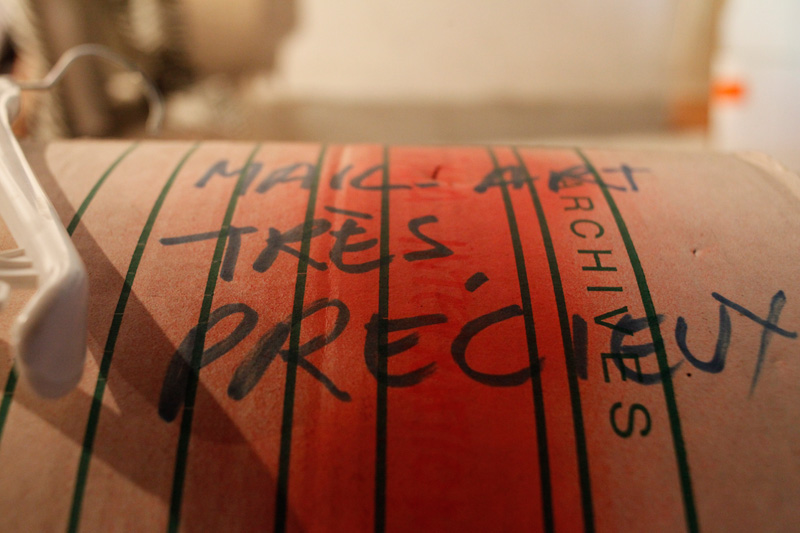 MAIL-ART
TRÈS
PRÉCIEUX
ARCHIVES